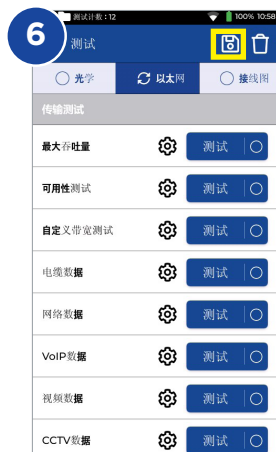 6
测试计数：12
100% 10:58
测试
光学
以太网
接线图
传输测试
最大吞吐量
测试
可用性测试
测试
自定义带宽测试
测试
电缆数据
测试
网络数据
测试
VoIP数据
测试
视频数据
测试
CCTV数据
测试